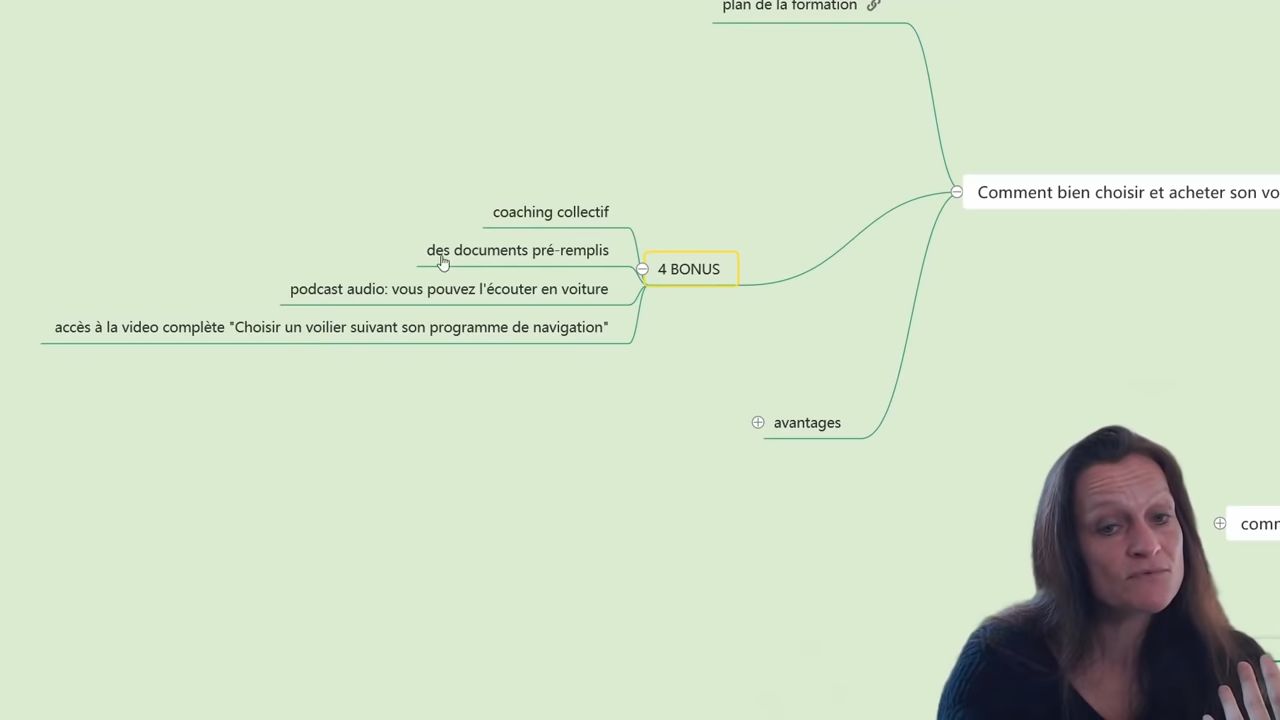 plan de la formation
Comment bien choisir et acheter son
coaching collectif
des documents pré-remplis
4 BONUS
podcast audio: vous pouvez l'écouter en voiture
accès à la video complète "Choisir un voilier suivant son programme de navigation"
avantages